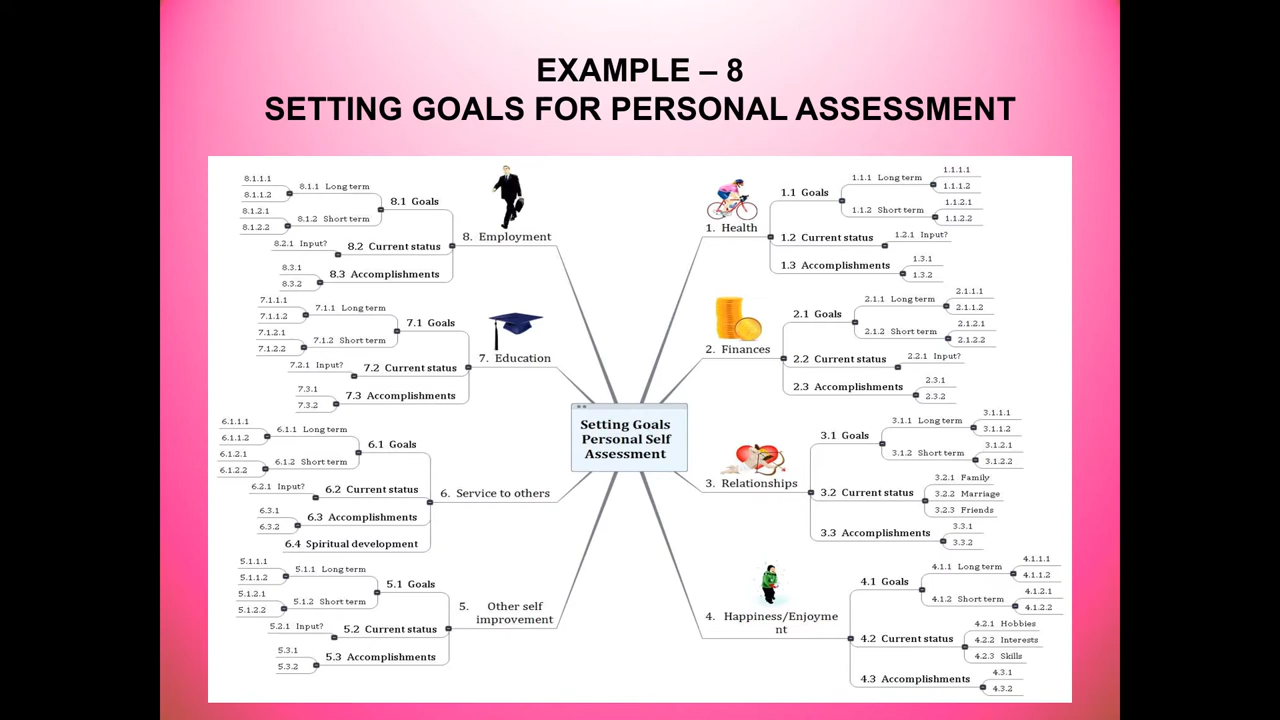 EXAMPLE – 8
SETTING GOALS FOR PERSONAL ASSESSMENT
Setting Goals
Personal Self
Assessment
1. Health
1.1 Goals
1.1.1 Long term
1.1.1.1
1.1.1.2
1.1.2 Short term
1.1.2.1
1.1.2.2
1.2 Current status
1.2.1 Input?
1.3 Accomplishments
1.3.1
1.3.2
2. Finances
2.1 Goals
2.1.1 Long term
2.1.1.1
2.1.1.2
2.1.2 Short term
2.1.2.1
2.1.2.2
2.2 Current status
2.2.1 Input?
2.3 Accomplishments
2.3.1
2.3.2
3. Relationships
3.1 Goals
3.1.1 Long term
3.1.1.1
3.1.1.2
3.1.2 Short term
3.1.2.1
3.1.2.2
3.2 Current status
3.2.1 Family
3.2.2 Marriage
3.2.3 Friends
3.3 Accomplishments
3.3.1
3.3.2
4. Happiness/Enjoyme
nt
4.1 Goals
4.1.1 Long term
4.1.1.1
4.1.1.2
4.1.2 Short term
4.1.2.1
4.1.2.2
4.2 Current status
4.2.1 Hobbies
4.2.2 Interests
4.2.3 Skills
4.3 Accomplishments
4.3.1
4.3.2
5. Other self
improvement
5.1 Goals
5.1.1 Long term
5.1.1.1
5.1.1.2
5.1.2 Short term
5.1.2.1
5.1.2.2
5.2 Current status
5.2.1 Input?
5.3 Accomplishments
5.3.1
5.3.2
6. Service to others
6.1 Goals
6.1.1 Long term
6.1.1.1
6.1.1.2
6.1.2 Short term
6.1.2.1
6.1.2.2
6.2 Current status
6.2.1 Input?
6.3 Accomplishments
6.3.1
6.3.2
6.4 Spiritual development
7. Education
7.1 Goals
7.1.1 Long term
7.1.1.1
7.1.1.2
7.1.2 Short term
7.1.2.1
7.1.2.2
7.2 Current status
7.2.1 Input?
7.3 Accomplishments
7.3.1
7.3.2
8. Employment
8.1 Goals
8.1.1 Long term
8.1.1.1
8.1.1.2
8.1.2 Short term
8.1.2.1
8.1.2.2
8.2 Current status
8.2.1 Input?
8.3 Accomplishments
8.3.1
8.3.2